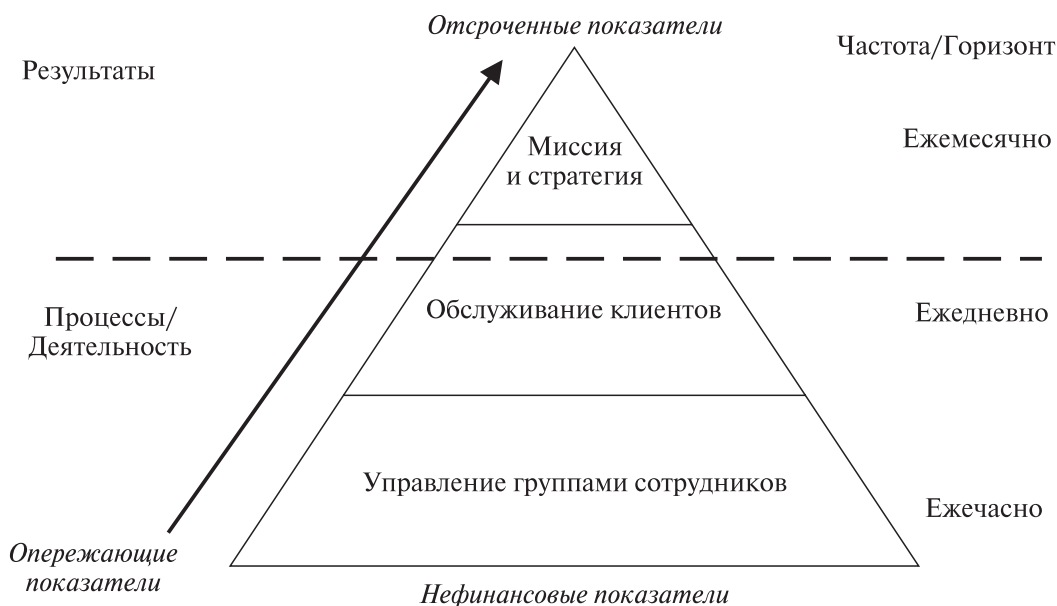 Отсроченные показатели
Частота/Горизонт
Результаты
Ежемесячно
Миссия
и стратегия
Процессы/
Деятельность
Обслуживание клиентов
Ежедневно
Управление группами сотрудников
Ежечасно
Опережающие
показатели
Нефинансовые показатели